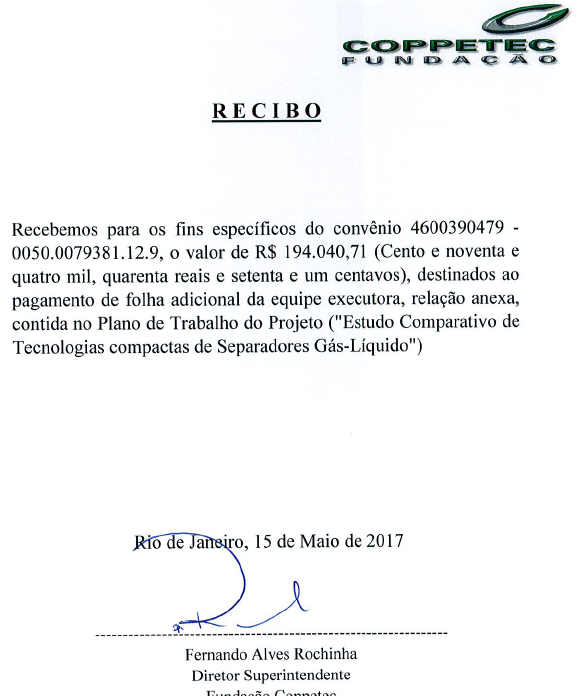 COPPETEC
FUNDAÇÃO
RECIBO
Recebemos para os fins específicos do convênio 4600390479 -
0050.0079381.12.9, o valor de R$ 194.040,71 (Cento e noventa e
quatro mil, quarenta reais e setenta e um centavos), destinados ao
pagamento de folha adicional da equipe executora, relação anexa,
contida no Plano de Trabalho do Projeto ("Estudo Comparativo de
Tecnologias compactas de Separadores Gás-Líquido")
Rio de Janeiro, 15 de Maio de 2017
Fernando Alves Rochinha
Diretor Superintendente
Fundação Coppetec